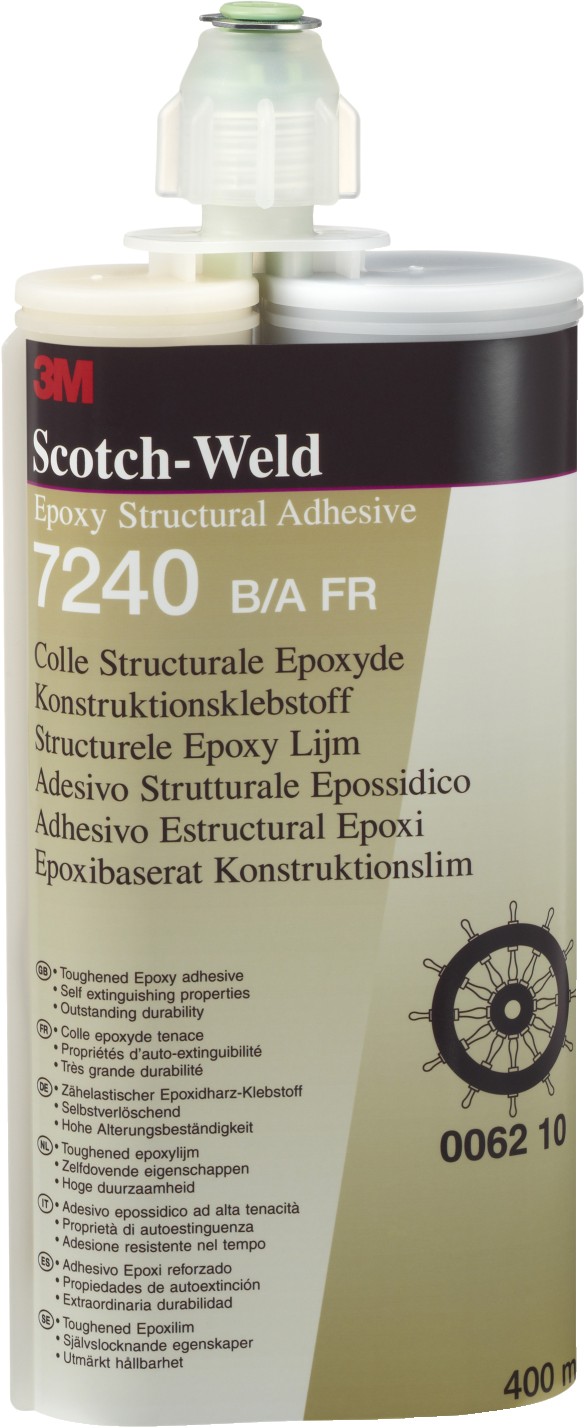 3M
Scotch-Weld
Epoxy Structural Adhesive
7240 B/A FR
Colle Structurale Epoxyde
Konstruktionsklebstoff
Structurele Epoxy Lijm
Adesivo Strutturale Epossidico
Adhesivo Estructural Epoxi
Epoxibaserat Konstruktionslim
GB • Toughened Epoxy adhesive
• Self extinguishing properties
• Outstanding durability
FR • Colle epoxyde tenace
• Propriétés d'auto-extinguibilité
• Très grande durabilité
DE • Zähelastischer Epoxidharz-Klebstoff
• Selbstverlöschend
• Hohe Alterungsbeständigkeit
NL • Toughened epoxylijm
• Zelfdovende eigenschappen
• Hoge duurzaamheid
IT • Adesivo epossidico ad alta tenacità
• Proprietà di autoestinguenza
• Adesione resistente nel tempo
ES • Adhesivo Epoxi reforzado
• Propiedades de autoextinción
• Extraordinaria durabilidad
SE • Toughened Epoxilim
• Självslocknande egenskaper
• Utmärkt hållbarhet
0062 10
400 m